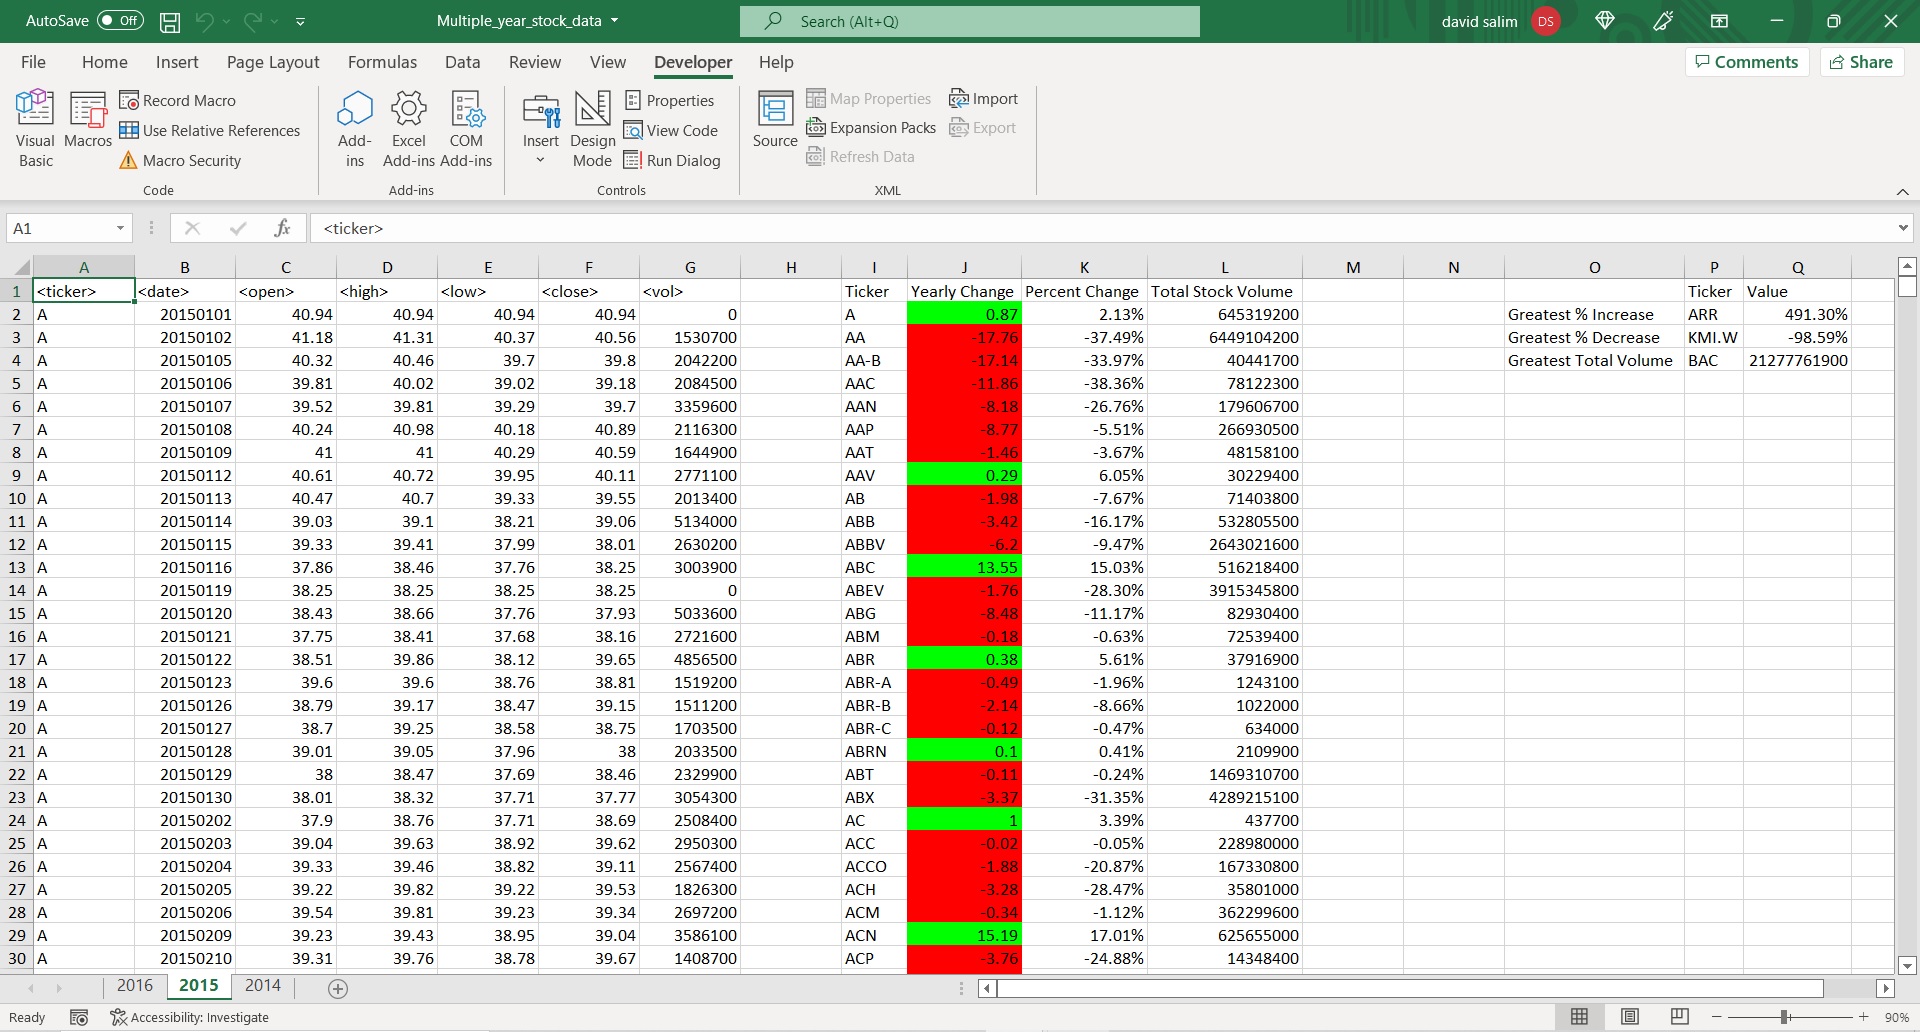 AutoSave Off Multiple_year_stock_data Search (Alt+Q) david salim DS
File Home Insert Page Layout Formulas Data Review View Developer Help Comments Share
Visual Basic Macros Record Macro Use Relative References Macro Security Code
Add-ins Excel Add-ins COM Add-ins Add-ins
Insert Design Mode Properties View Code Run Dialog Controls
Source Map Properties Expansion Packs Refresh Data Import Export XML
A1 fx <ticker>
A B C D E F G H I J K L M N O P Q
1 <ticker> <date> <open> <high> <low> <close> <vol> Ticker Yearly Change Percent Change Total Stock Volume Ticker Value
2 A 20150101 40.94 40.94 40.94 40.94 0 A 0.87 2.13% 645319200 Greatest % Increase ARR 491.30%
3 A 20150102 41.18 41.31 40.37 40.56 1530700 AA -17.76 -37.49% 6449104200 Greatest % Decrease KMI.W -98.59%
4 A 20150105 40.32 40.46 39.7 39.8 2042200 AA-B -17.14 -33.97% 40441700 Greatest Total Volume BAC 21277761900
5 A 20150106 39.81 40.02 39.02 39.18 2084500 AAC -11.86 -38.36% 78122300
6 A 20150107 39.52 39.81 39.29 39.7 3359600 AAN -8.18 -26.76% 179606700
7 A 20150108 40.24 40.98 40.18 40.89 2116300 AAP -8.77 -5.51% 266930500
8 A 20150109 41 41 40.29 40.59 1644900 AAT -1.46 -3.67% 48158100
9 A 20150112 40.61 40.72 39.95 40.11 2771100 AAV 0.29 6.05% 30229400
10 A 20150113 40.47 40.7 39.33 39.55 2013400 AB -1.98 -7.67% 71403800
11 A 20150114 39.03 39.1 38.21 39.06 5134000 ABB -3.42 -16.17% 532805500
12 A 20150115 39.33 39.41 37.99 38.01 2630200 ABBV -6.2 -9.47% 2643021600
13 A 20150116 37.86 38.46 37.76 38.25 3003900 ABC 13.55 15.03% 516218400
14 A 20150119 38.25 38.25 38.25 38.25 0 ABEV -1.76 -28.30% 3915345800
15 A 20150120 38.43 38.66 37.76 37.93 5033600 ABG -8.48 -11.17% 82930400
16 A 20150121 37.75 38.41 37.68 38.16 2721600 ABM -0.18 -0.63% 72539400
17 A 20150122 38.51 39.86 38.12 39.65 4856500 ABR 0.38 5.61% 37916900
18 A 20150123 39.6 39.6 38.76 38.81 1519200 ABR-A -0.49 -1.96% 1243100
19 A 20150126 38.79 39.17 38.47 39.15 1511200 ABR-B -2.14 -8.66% 1022000
20 A 20150127 38.7 39.25 38.58 38.75 1703500 ABR-C -0.12 -0.47% 634000
21 A 20150128 39.01 39.05 37.96 38 2033500 ABRN 0.1 0.41% 2109900
22 A 20150129 38 38.47 37.69 38.46 2329900 ABT -0.11 -0.24% 1469310700
23 A 20150130 38.01 38.32 37.71 37.77 3054300 ABX -3.37 -31.35% 4289215100
24 A 20150202 37.9 38.76 37.71 38.69 2508400 AC 1 3.39% 437700
25 A 20150203 39.04 39.63 38.92 39.62 2950300 ACC -0.02 -0.05% 228980000
26 A 20150204 39.33 39.46 38.82 39.11 2567400 ACCO -1.88 -20.87% 167330800
27 A 20150205 39.22 39.82 39.22 39.53 1826300 ACH -3.28 -28.47% 35801000
28 A 20150206 39.54 39.81 39.23 39.34 2697200 ACM -0.34 -1.12% 362299600
29 A 20150209 39.23 39.43 38.95 39.04 3586100 ACN 15.19 17.01% 625655000
30 A 20150210 39.31 39.76 38.78 39.67 1408700 ACP -3.76 -24.88% 14348400
2016 2015 2014
Ready Accessibility: Investigate 90%